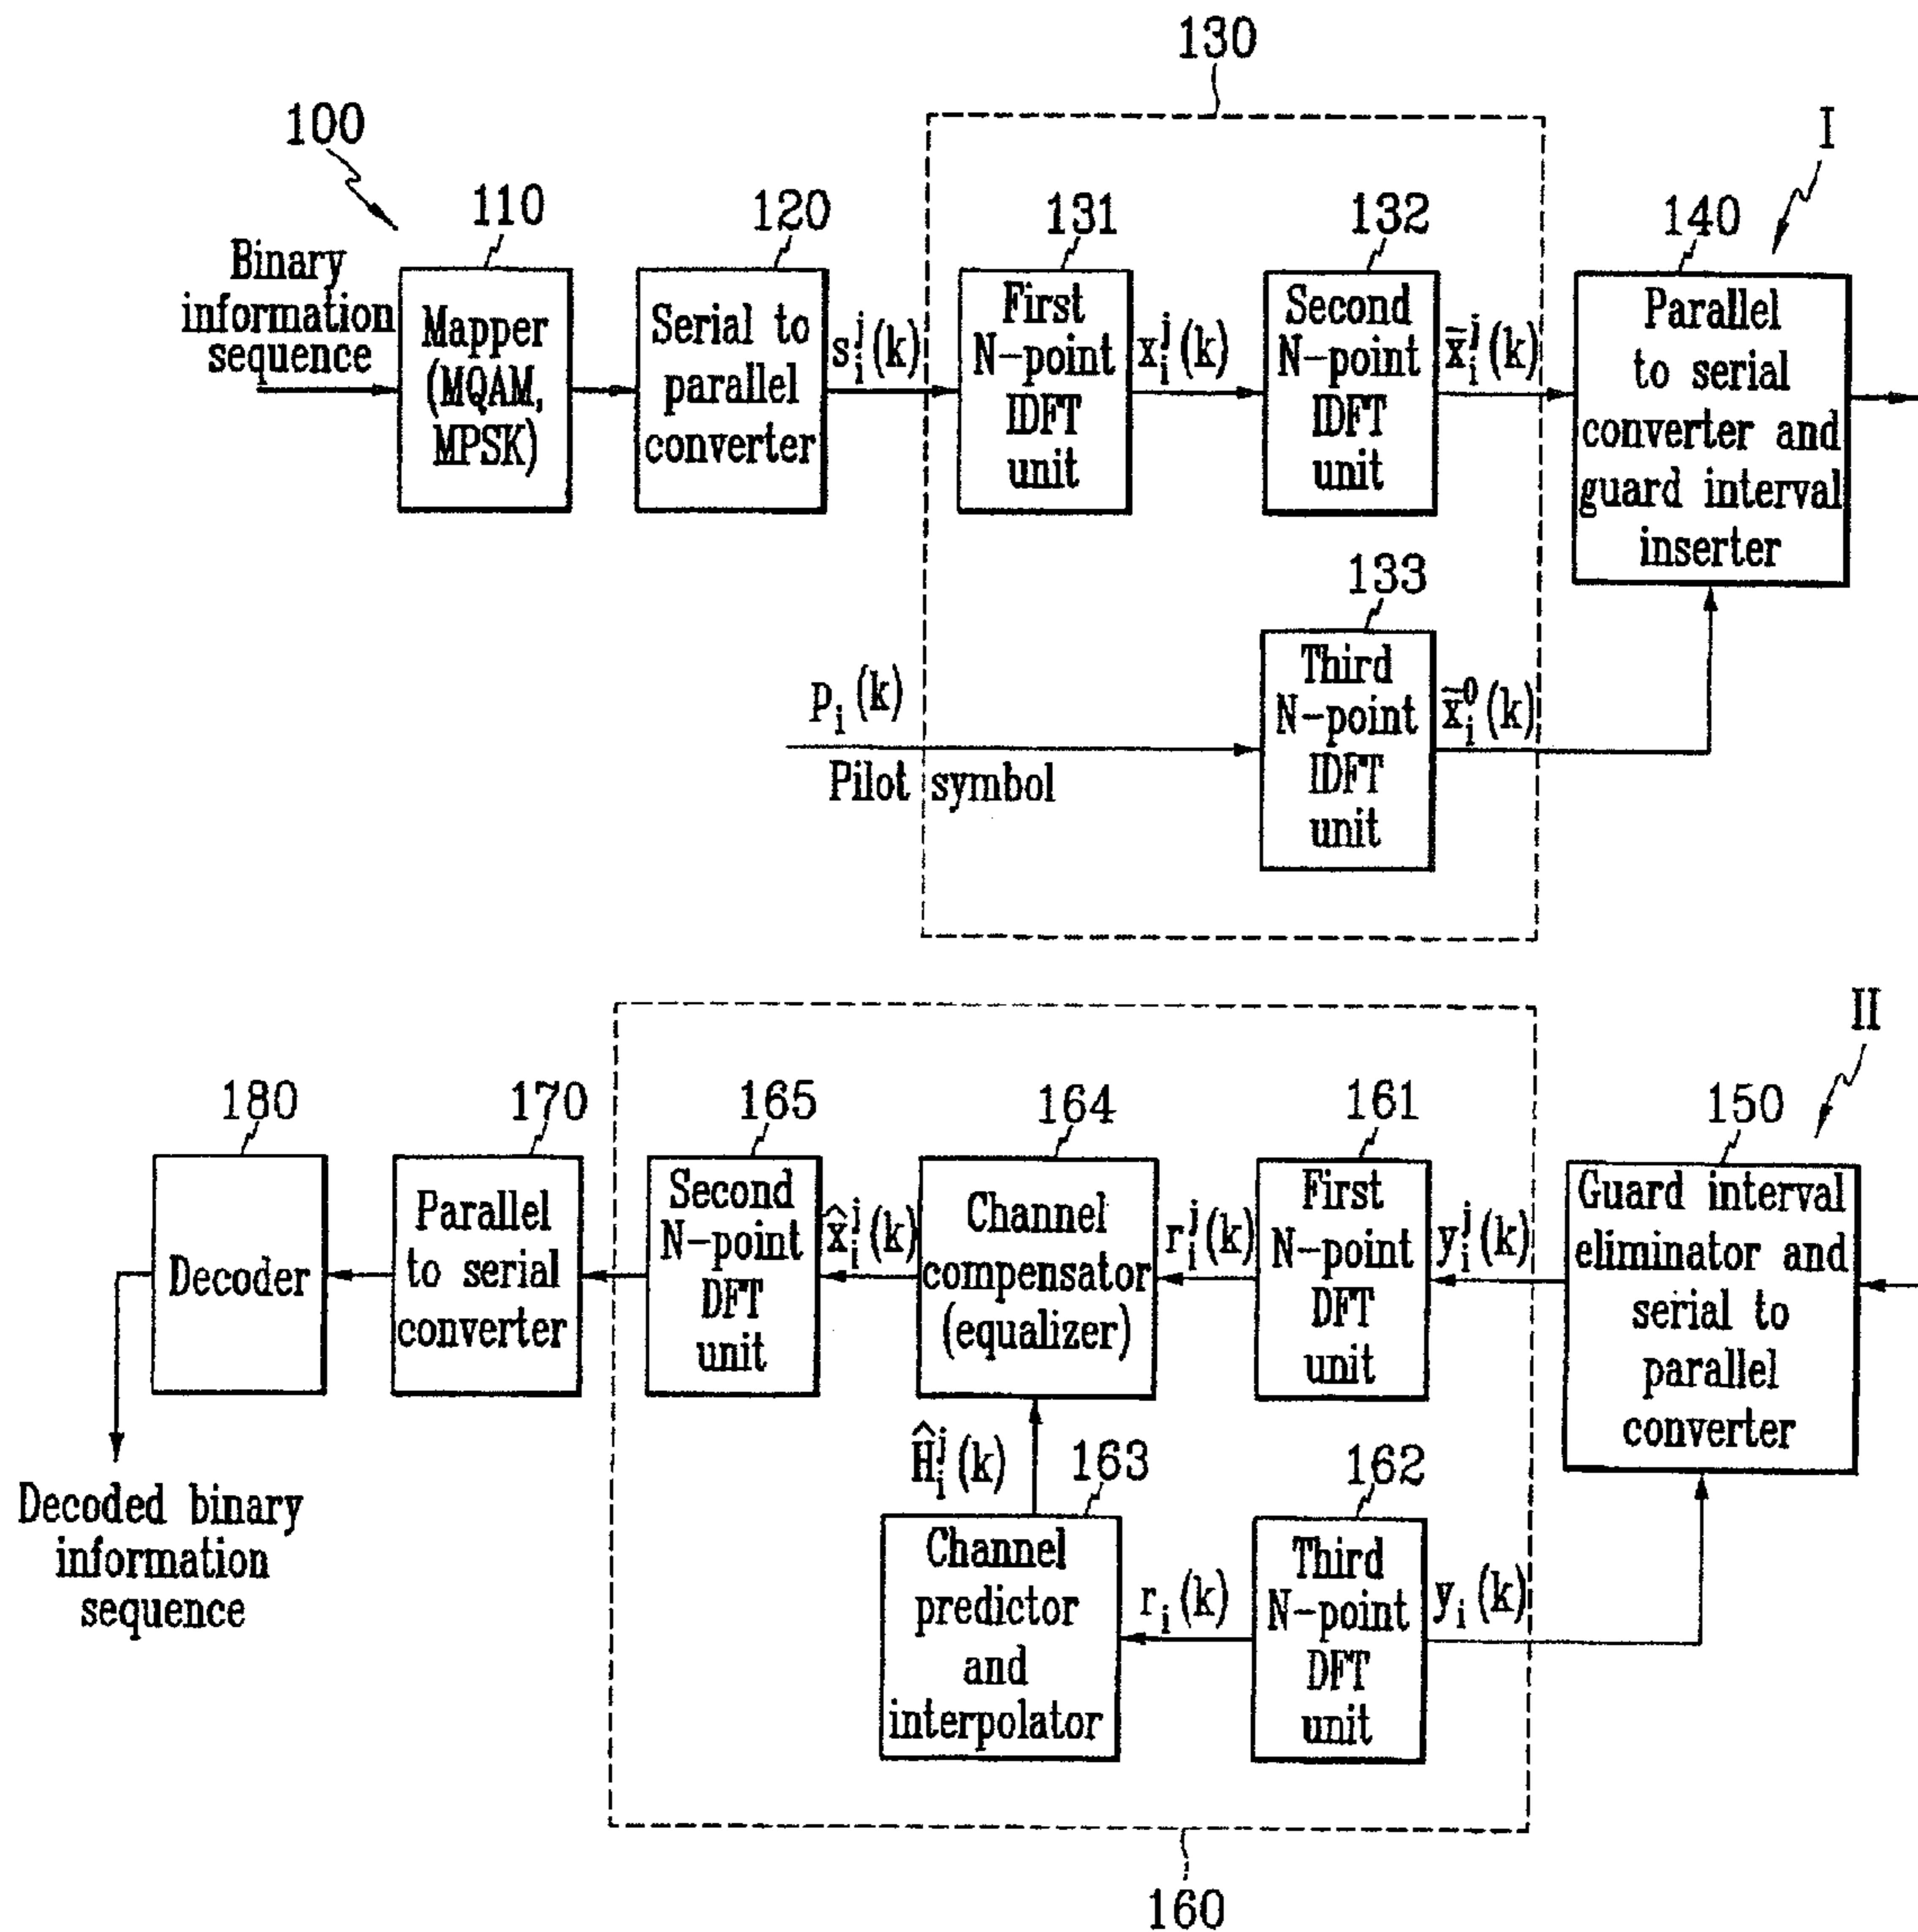 130
100
I
110
120
131
132
140
Binary
information
sequence
Mapper
(MQAM,
MPSK)
Serial to
parallel
converter
s_i^j(k)
First
N-point
IDFT
unit
x_i^j(k)
Second
N-point
IDFT
unit
x̄_i^j(k)
Parallel
to serial
converter and
guard interval
inserter
133
p_i(k)
Pilot symbol
Third
N-point
IDFT
unit
x̄_i^0(k)
II
180
170
165
164
161
150
Decoder
Parallel
to serial
converter
Second
N-point
DFT
unit
x̂_i^j(k)
Channel
compensator
(equalizer)
r_i^j(k)
First
N-point
DFT
unit
y_i^j(k)
Guard interval
eliminator and
serial to
parallel
converter
Ĥ_i^j(k)
163
162
Decoded binary
information
sequence
Channel
predictor
and
interpolator
r_i(k)
Third
N-point
DFT
unit
y_i(k)
160